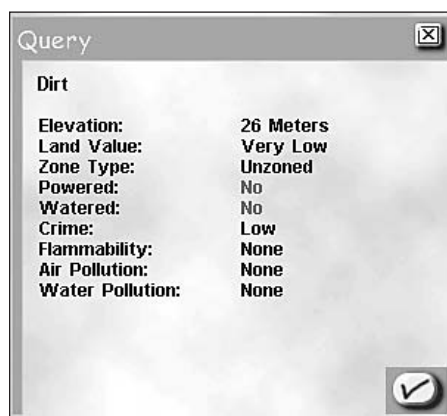 Query
Dirt
Elevation: 26 Meters
Land Value: Very Low
Zone Type: Unzoned
Powered: No
Watered: No
Crime: Low
Flammability: None
Air Pollution: None
Water Pollution: None